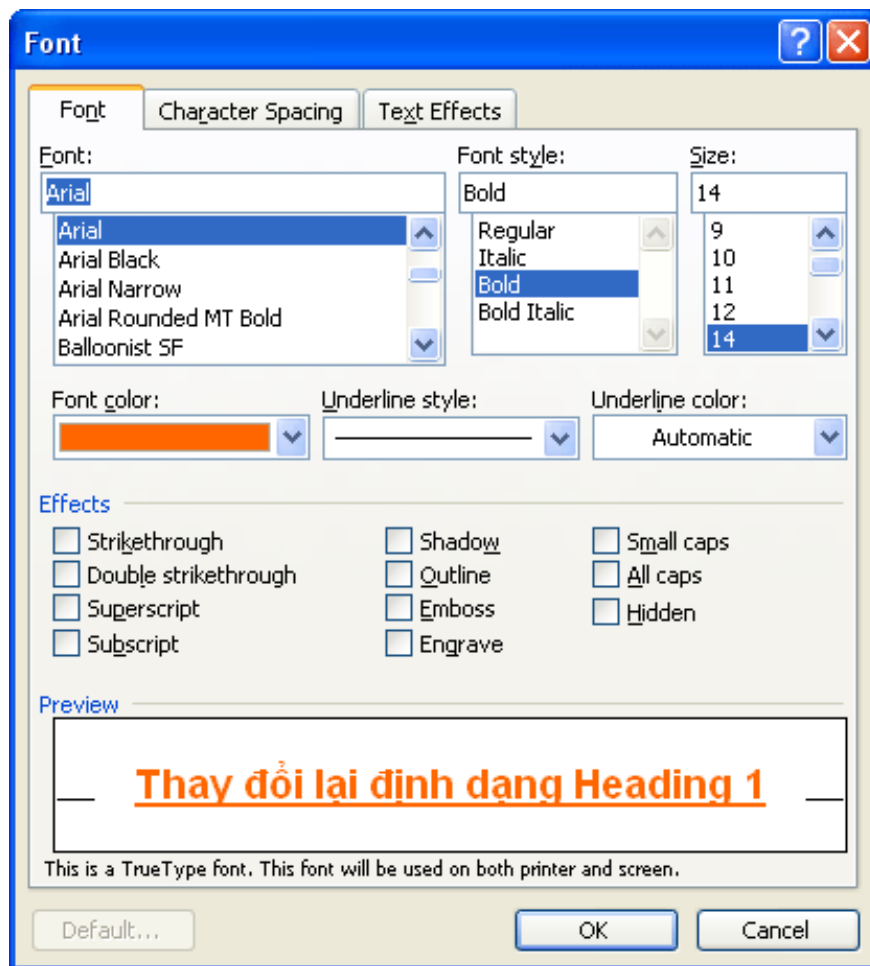 Font
Font Character Spacing Text Effects
Font: Font style: Size:
Arial Bold 14
Arial Regular 9
Arial Black Italic 10
Arial Narrow Bold 11
Arial Rounded MT Bold Bold Italic 12
Balloonist SF 14
Font color: Underline style: Underline color:
Automatic
Effects
Strikethrough Shadow Small caps
Double strikethrough Outline All caps
Superscript Emboss Hidden
Subscript Engrave
Preview
Thay đổi lại định dạng Heading 1
This is a TrueType font. This font will be used on both printer and screen.
Default... OK Cancel